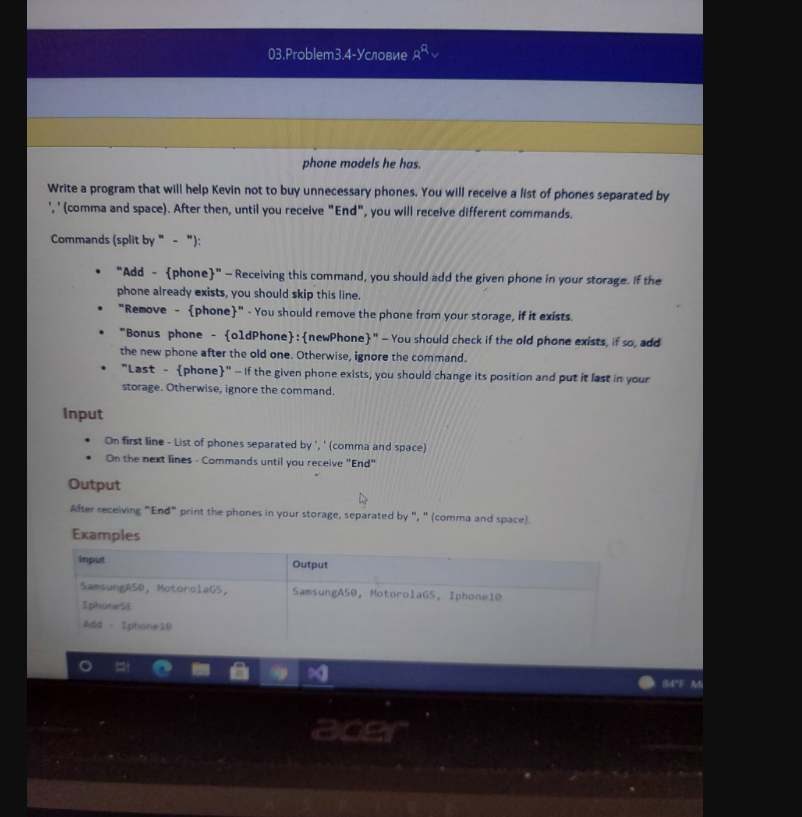 03.Problem3.4-Условие
phone models he has.
Write a program that will help Kevin not to buy unnecessary phones. You will receive a list of phones separated by
', ' (comma and space). After then, until you receive "End", you will receive different commands.
Commands (split by " - "):
• "Add - {phone}" – Receiving this command, you should add the given phone in your storage. If the
phone already exists, you should skip this line.
• "Remove - {phone}" - You should remove the phone from your storage, if it exists.
• "Bonus phone - {oldPhone}:{newPhone}" – You should check if the old phone exists, if so, add
the new phone after the old one. Otherwise, ignore the command.
• "Last - {phone}" – If the given phone exists, you should change its position and put it last in your
storage. Otherwise, ignore the command.
Input
• On first line - List of phones separated by ', ' (comma and space)
• On the next lines - Commands until you receive "End"
Output
After receiving "End" print the phones in your storage, separated by ", " (comma and space).
Examples
Input Output
SamsungA50, MotorolaG5, SamsungA50, MotorolaG5, Iphone10
IphoneSE
Add - Iphone10
84°F
acer